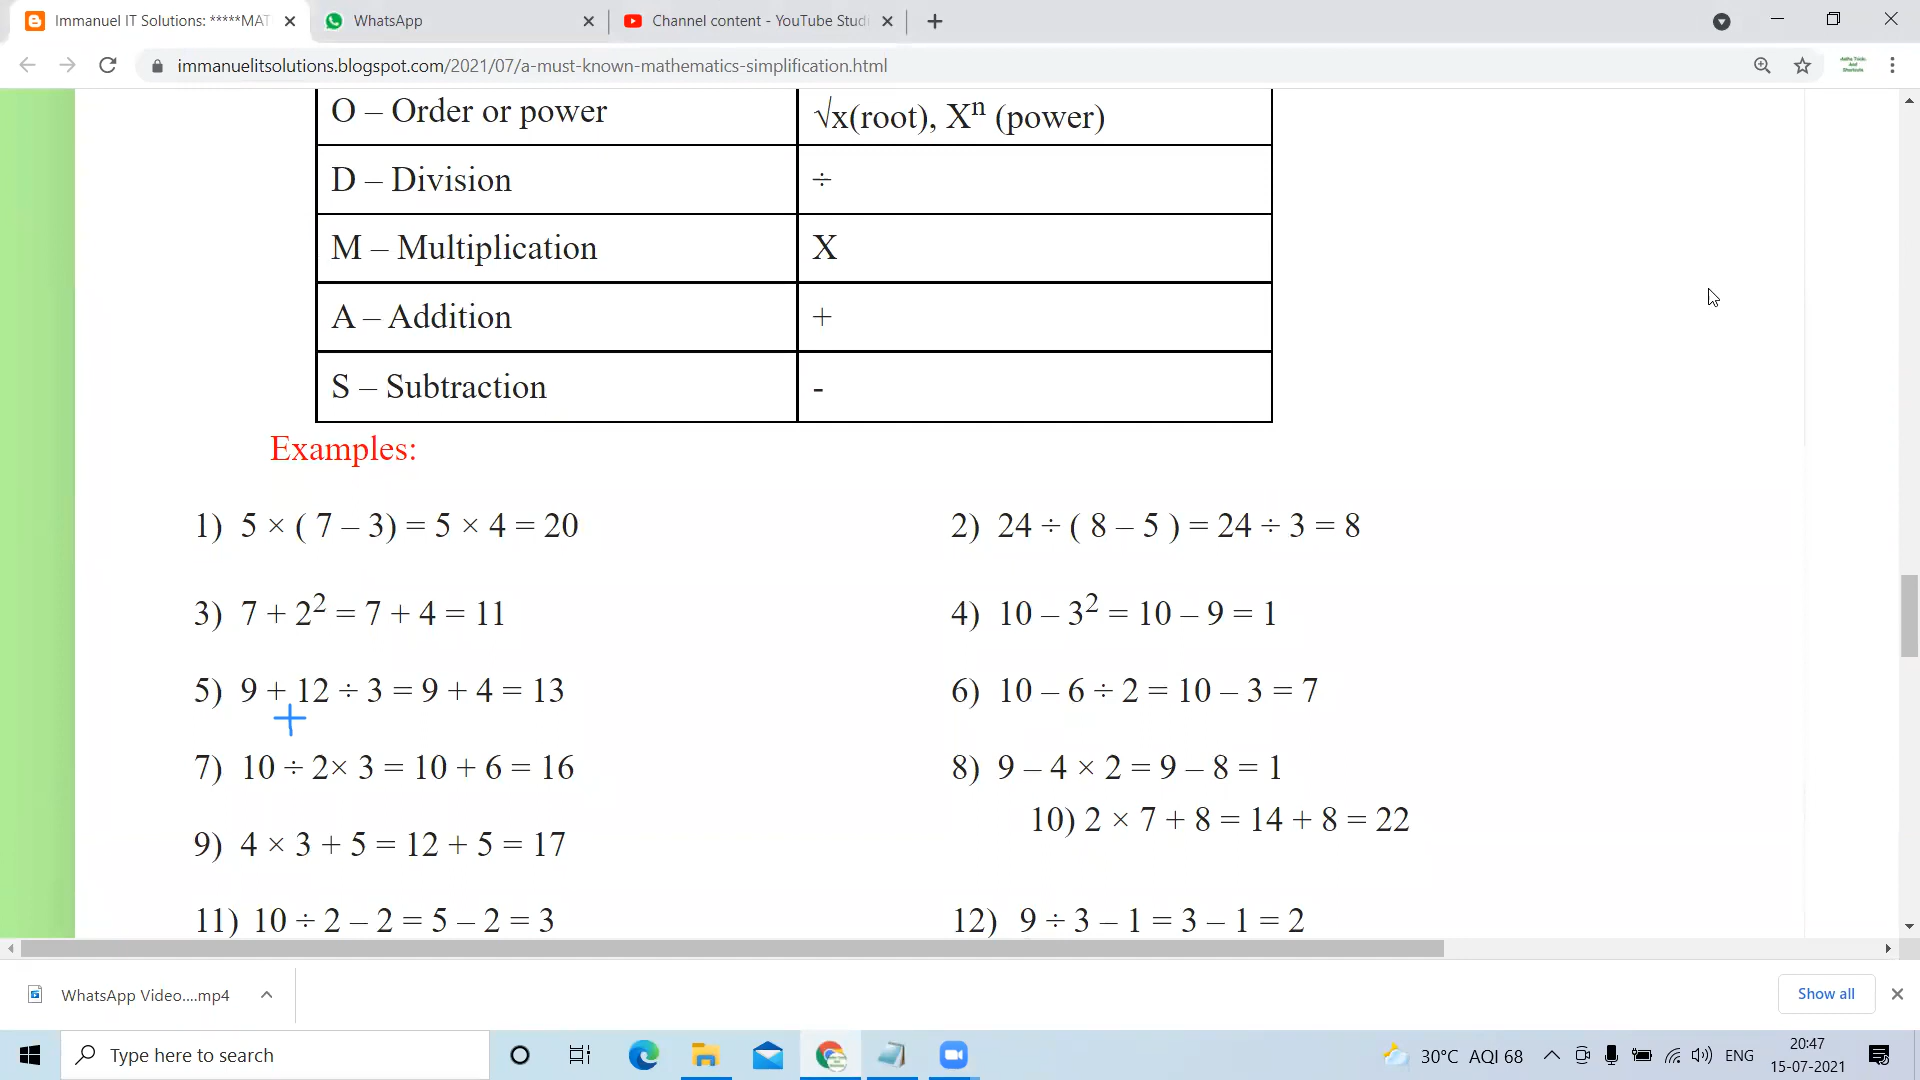 Immanuel IT Solutions: *****MAT
WhatsApp
Channel content - YouTube Studi
immanuelitsolutions.blogspot.com/2021/07/a-must-known-mathematics-simplification.html
O – Order or power √x(root), Xⁿ (power)
D – Division ÷
M – Multiplication X
A – Addition +
S – Subtraction -
Examples:
1) 5 × ( 7 – 3) = 5 × 4 = 20 2) 24 ÷ ( 8 – 5 ) = 24 ÷ 3 = 8
3) 7 + 2² = 7 + 4 = 11 4) 10 – 3² = 10 – 9 = 1
5) 9 + 12 ÷ 3 = 9 + 4 = 13 6) 10 – 6 ÷ 2 = 10 – 3 = 7
7) 10 ÷ 2× 3 = 10 + 6 = 16 8) 9 – 4 × 2 = 9 – 8 = 1
10) 2 × 7 + 8 = 14 + 8 = 22
9) 4 × 3 + 5 = 12 + 5 = 17
11) 10 ÷ 2 – 2 = 5 – 2 = 3 12) 9 ÷ 3 – 1 = 3 – 1 = 2
WhatsApp Video....mp4
Show all
Type here to search
30°C AQI 68
ENG
20:47
15-07-2021